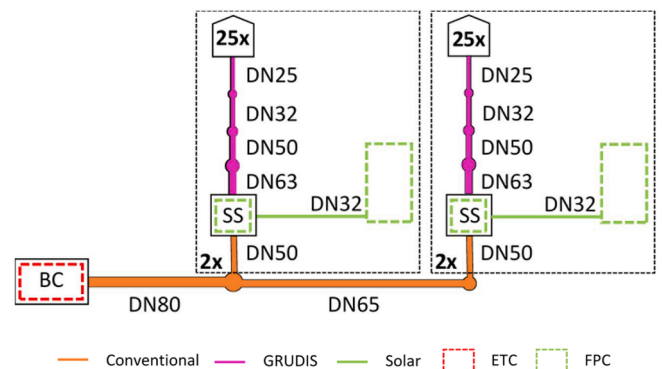 25x
25x
DN25
DN25
DN32
DN32
DN50
DN50
DN63
DN63
DN32
DN32
SS
SS
DN50
DN50
2x
2x
BC
DN80
DN65
Conventional
GRUDIS
Solar
ETC
FPC